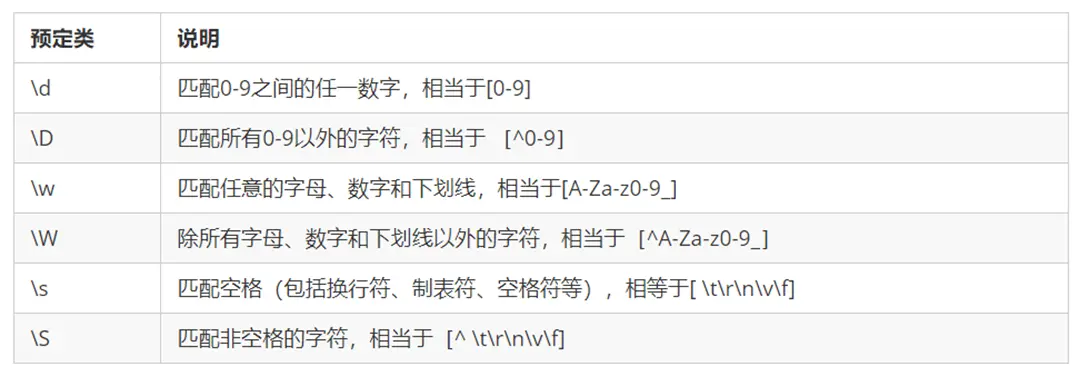 预定类 说明
\d 匹配0-9之间的任一数字，相当于[0-9]
\D 匹配所有0-9以外的字符，相当于 [^0-9]
\w 匹配任意的字母、数字和下划线，相当于[A-Za-z0-9_]
\W 除所有字母、数字和下划线以外的字符，相当于 [^A-Za-z0-9_]
\s 匹配空格（包括换行符、制表符、空格符等），相等于[ \t\r\n\v\f]
\S 匹配非空格的字符，相当于 [^ \t\r\n\v\f]